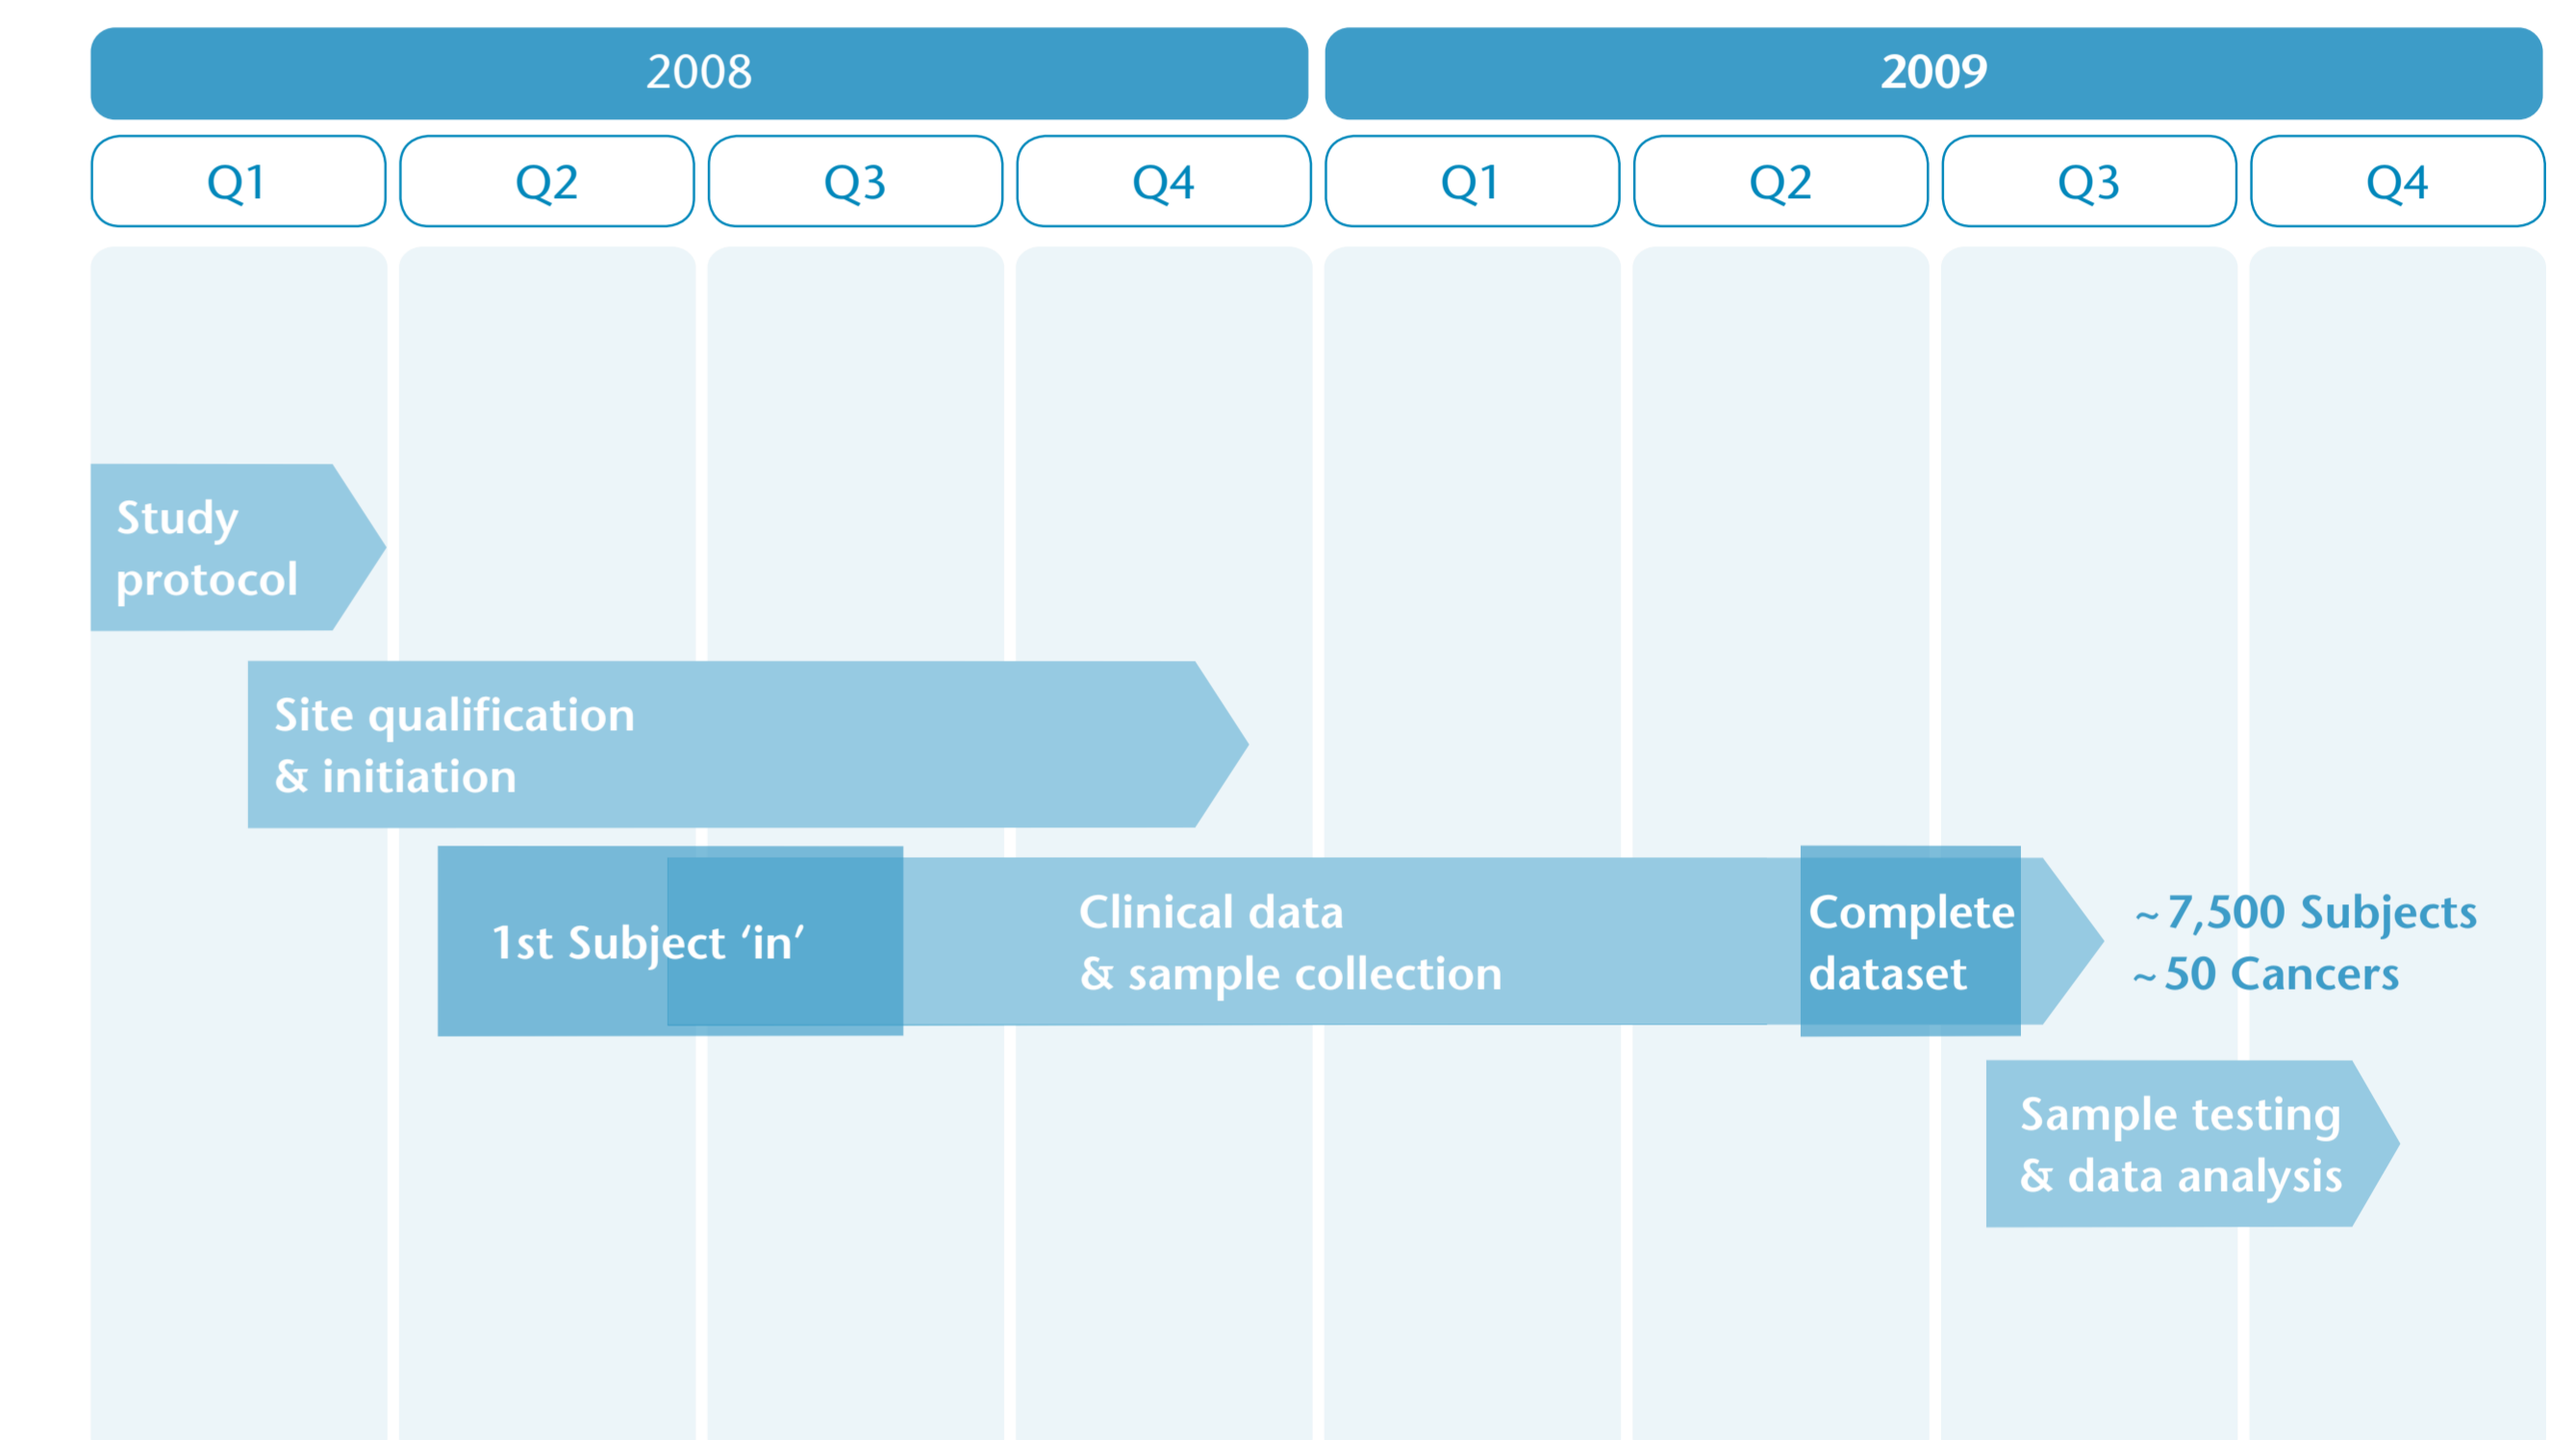 2008
2009
Q1
Q2
Q3
Q4
Q1
Q2
Q3
Q4
Study
protocol
Site qualification
& initiation
1st Subject ‘in’
Clinical data
& sample collection
Complete
dataset
~ 7,500 Subjects
~ 50 Cancers
Sample testing
& data analysis